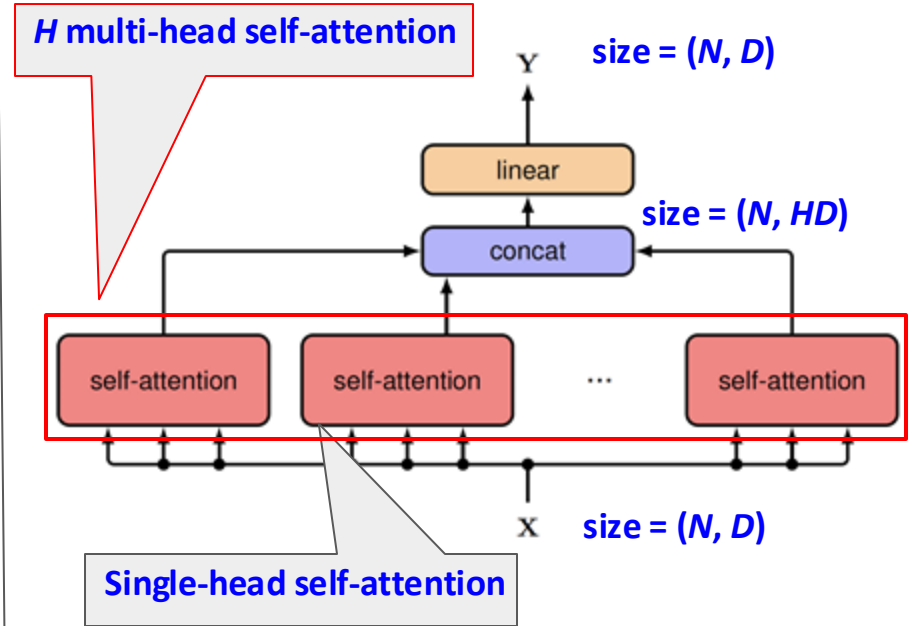 H multi-head self-attention
Y size = (N, D)
linear
size = (N, HD)
concat
self-attention self-attention ... self-attention
X size = (N, D)
Single-head self-attention